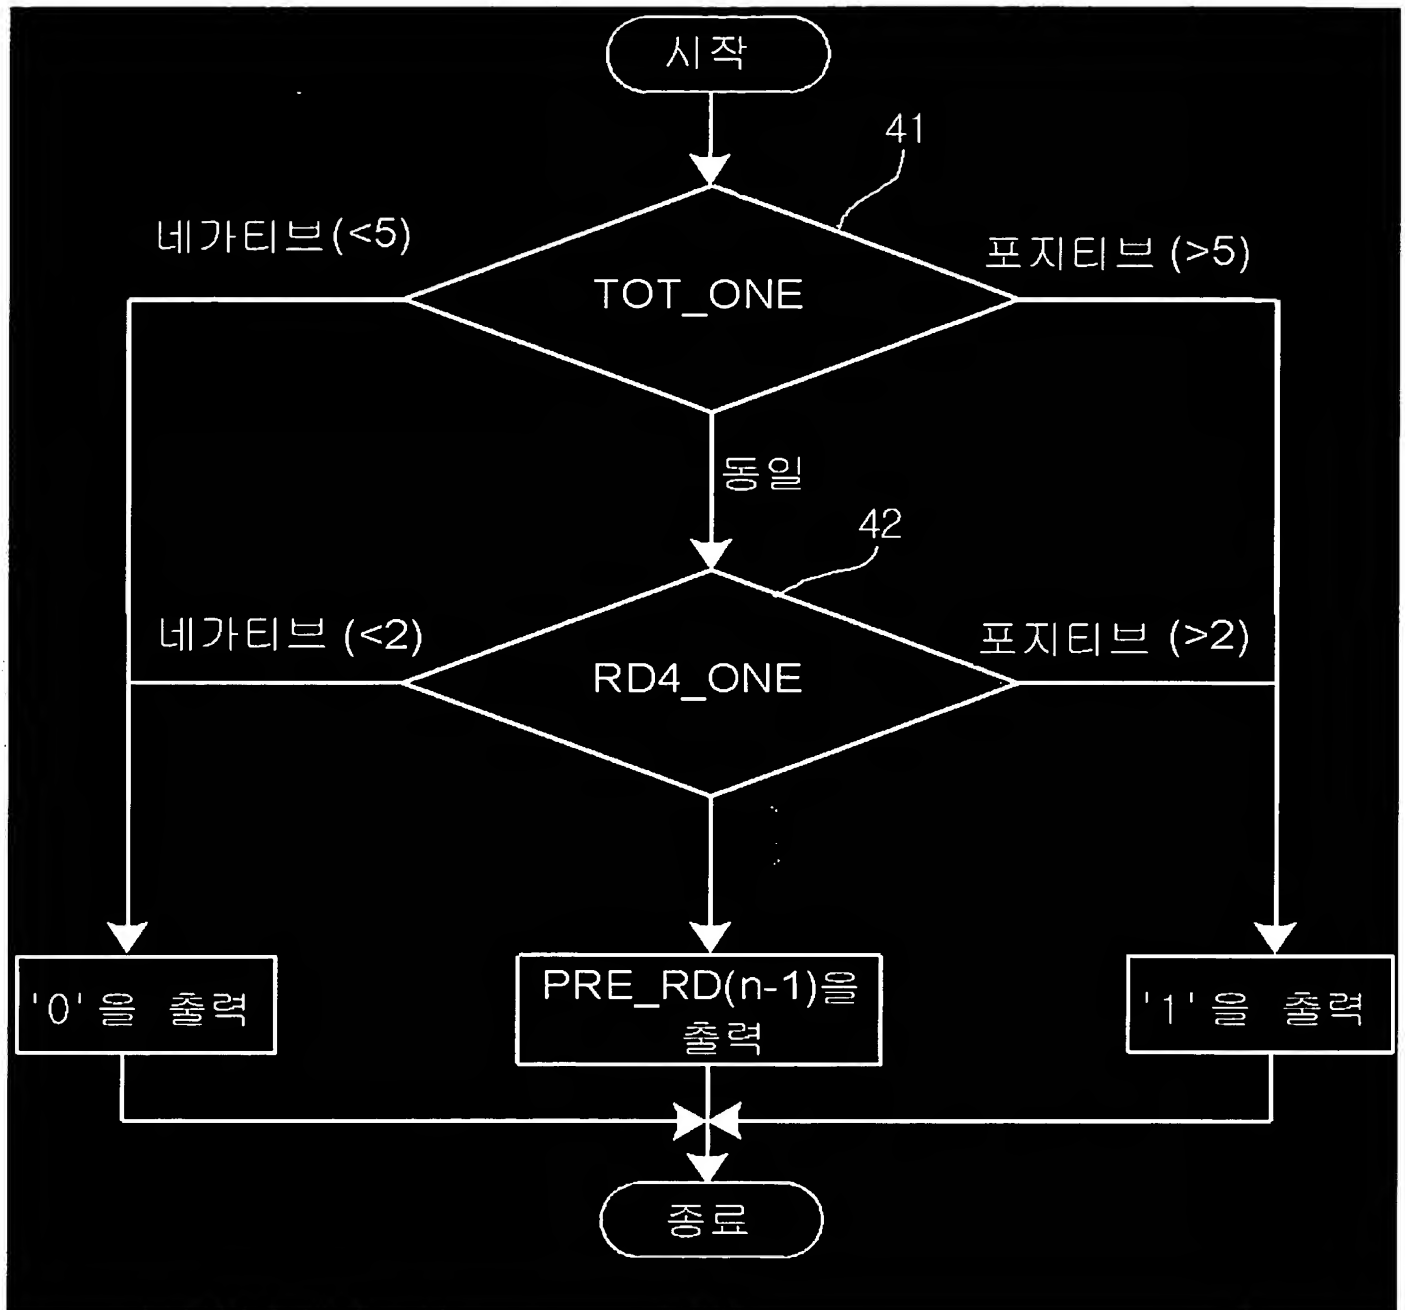 시작
41
네가티브(<5)
포지티브 (>5)
TOT_ONE
동일
42
네가티브 (<2)
포지티브 (>2)
RD4_ONE
'0'을 출력
PRE_RD(n-1)을
출력
'1'을 출력
종료